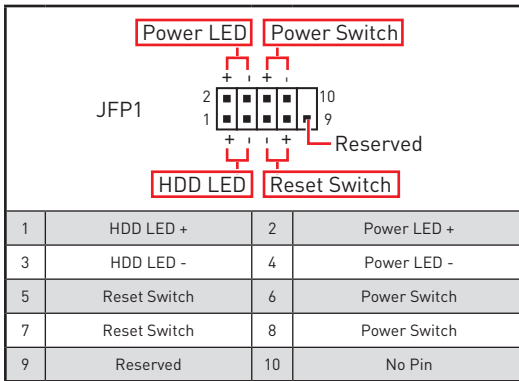 Power LED Power Switch
+ - + -
JFP1
2 10
1 9
+ - - +
Reserved
HDD LED Reset Switch
1 HDD LED + 2 Power LED +
3 HDD LED - 4 Power LED -
5 Reset Switch 6 Power Switch
7 Reset Switch 8 Power Switch
9 Reserved 10 No Pin